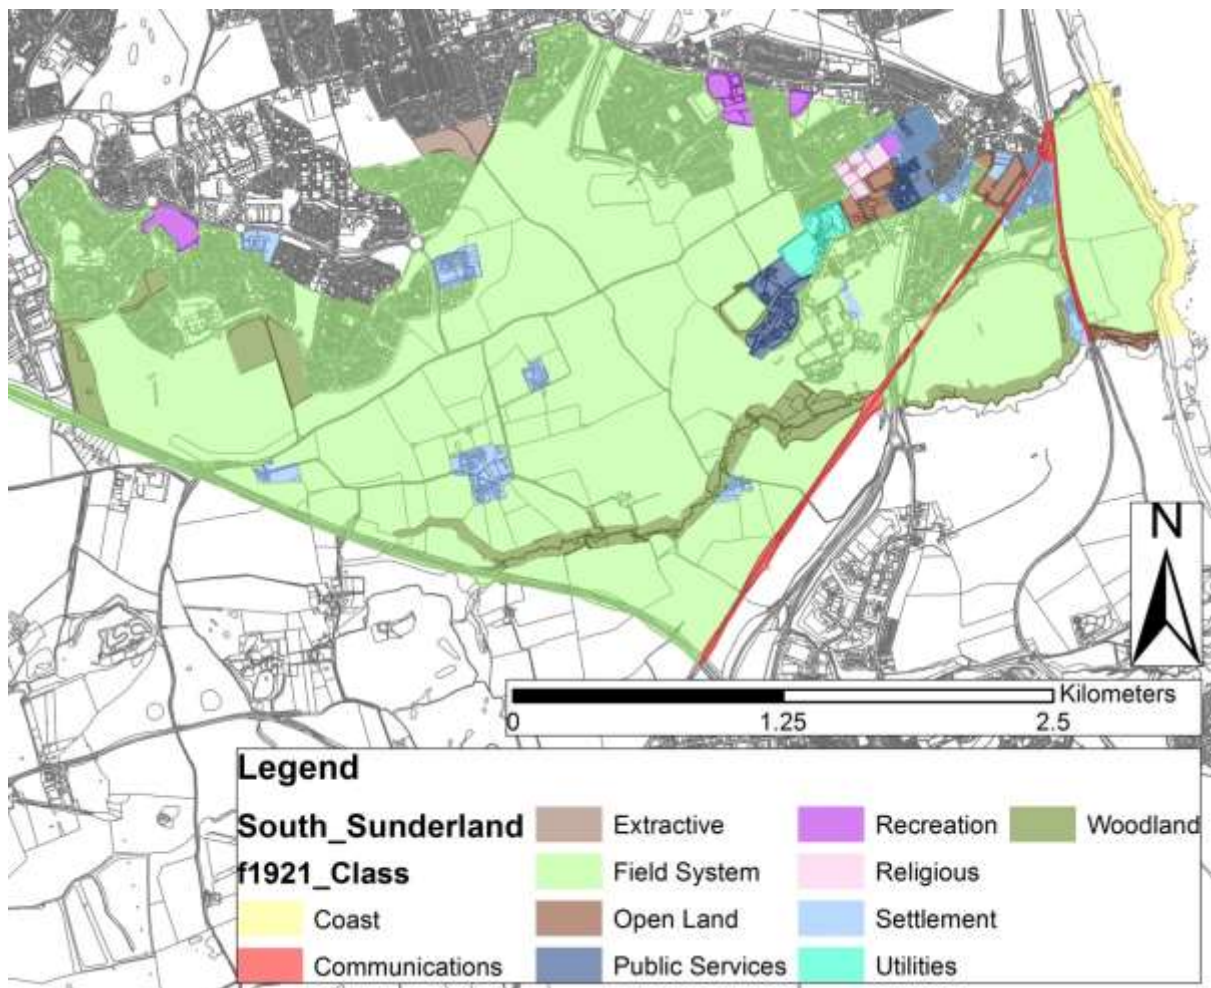 N
Kilometers
0 1.25 2.5
Legend
South_Sunderland
f1921_Class
Coast
Communications
Extractive
Field System
Open Land
Public Services
Recreation
Religious
Settlement
Utilities
Woodland